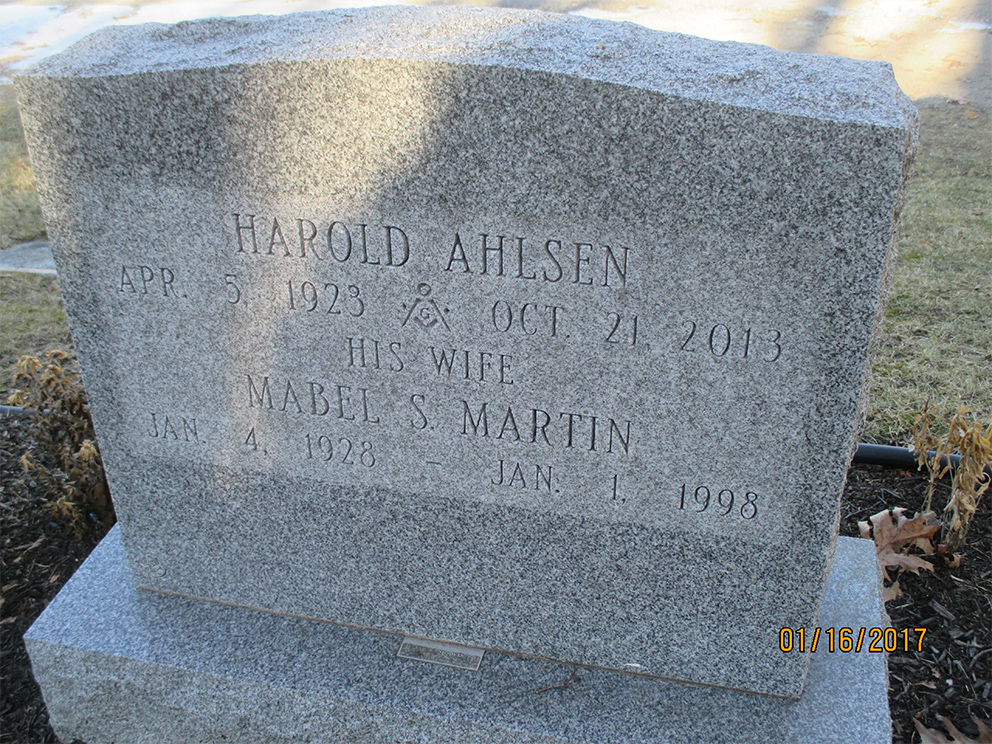 HAROLD AHLSEN
APR. 5, 1923 G OCT. 21, 2013
HIS WIFE
MABEL S. MARTIN
JAN. 4, 1928 – JAN. 1, 1998
01/16/2017